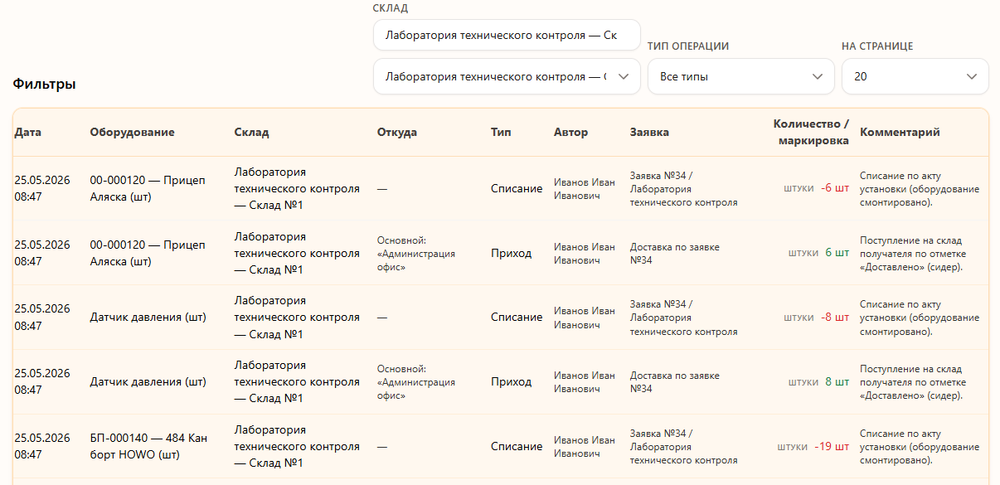 СКЛАД
Лаборатория технического контроля — Ск
ТИП ОПЕРАЦИИ
НА СТРАНИЦЕ
Фильтры
Лаборатория технического контроля —
Все типы
20
Дата
Оборудование
Склад
Откуда
Тип
Автор
Заявка
Количество /
маркировка
Комментарий
25.05.2026
08:47
00-000120 — Прицеп
Аляска (шт)
Лаборатория
технического контроля
— Склад №1
—
Списание
Иванов Иван
Иванович
Заявка №34 /
Лаборатория
технического контроля
штуки -6 шт
Списание по акту
установки (оборудование
смонтировано).
25.05.2026
08:47
00-000120 — Прицеп
Аляска (шт)
Лаборатория
технического контроля
— Склад №1
Основной:
«Администрация
офис»
Приход
Иванов Иван
Иванович
Доставка по заявке
№34
штуки 6 шт
Поступление на склад
получателя по отметке
«Доставлено» (сидер).
25.05.2026
08:47
Датчик давления (шт)
Лаборатория
технического контроля
— Склад №1
—
Списание
Иванов Иван
Иванович
Заявка №34 /
Лаборатория
технического контроля
штуки -8 шт
Списание по акту
установки (оборудование
смонтировано).
25.05.2026
08:47
Датчик давления (шт)
Лаборатория
технического контроля
— Склад №1
Основной:
«Администрация
офис»
Приход
Иванов Иван
Иванович
Доставка по заявке
№34
штуки 8 шт
Поступление на склад
получателя по отметке
«Доставлено» (сидер).
25.05.2026
08:47
БП-000140 — 484 Кан
борт HOWO (шт)
Лаборатория
технического контроля
— Склад №1
—
Списание
Иванов Иван
Иванович
Заявка №34 /
Лаборатория
технического контроля
штуки -19 шт
Списание по акту
установки (оборудование
смонтировано).